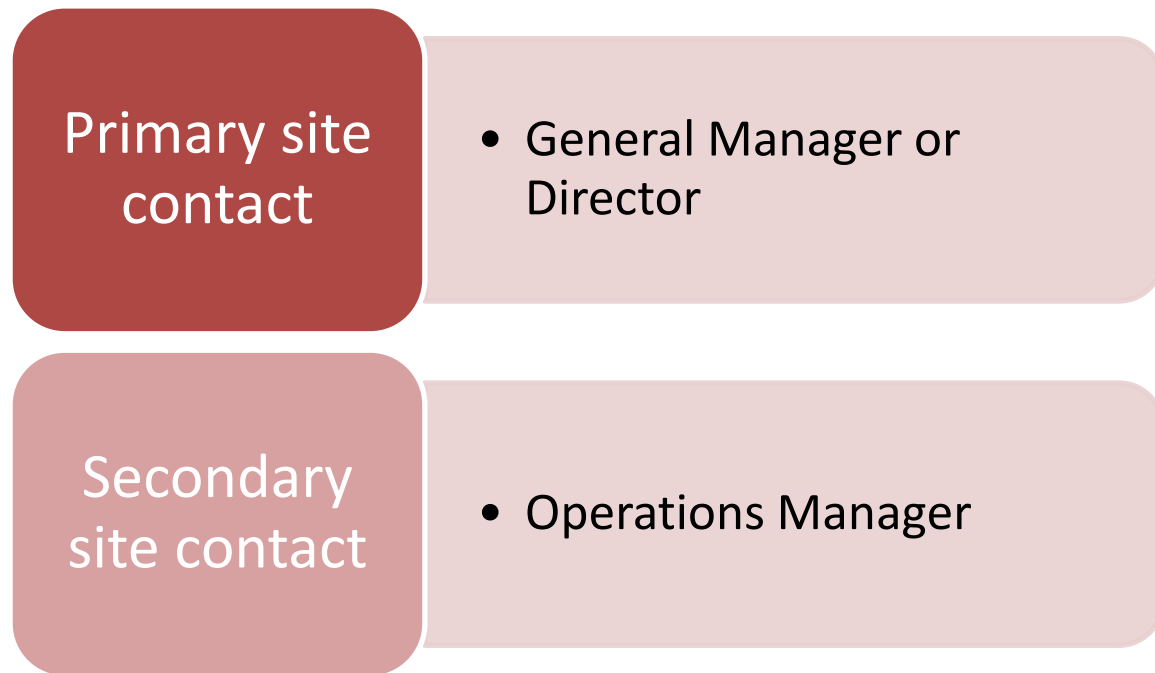 Primary site
contact
• General Manager or
Director
Secondary
site contact
• Operations Manager